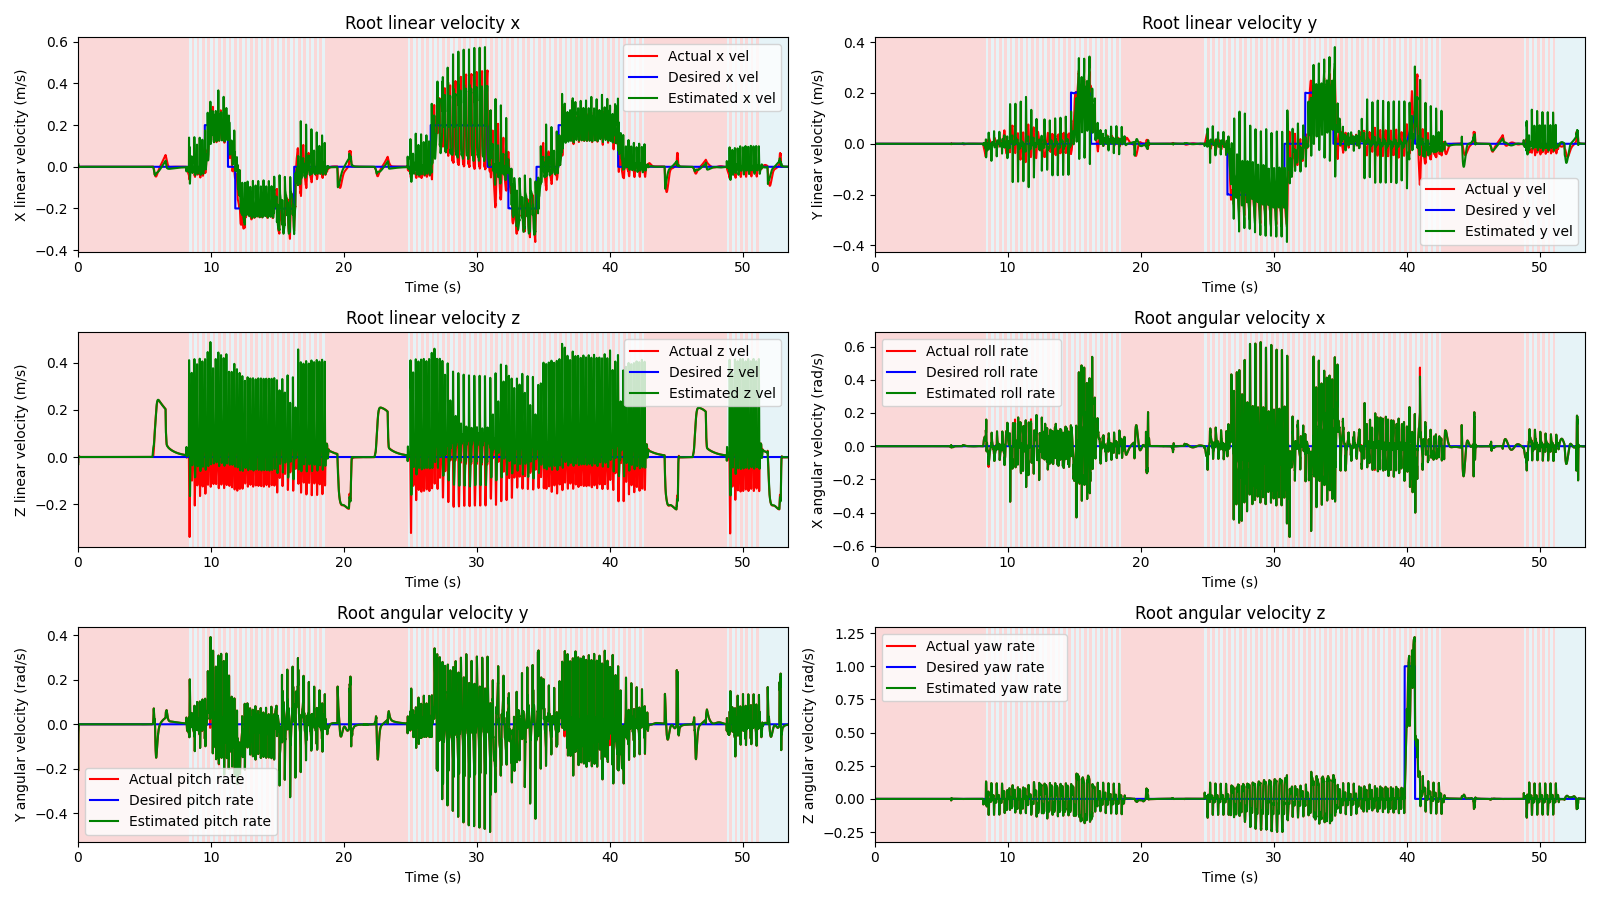 Root linear velocity x
X linear velocity (m/s)
0.6
0.4
0.2
0.0
−0.2
−0.4
Actual x vel
Desired x vel
Estimated x vel
0 10 20 30 40 50
Time (s)
Root linear velocity y
Y linear velocity (m/s)
0.4
0.2
0.0
−0.2
−0.4
Actual y vel
Desired y vel
Estimated y vel
0 10 20 30 40 50
Time (s)
Root linear velocity z
Z linear velocity (m/s)
0.4
0.2
0.0
−0.2
Actual z vel
Desired z vel
Estimated z vel
0 10 20 30 40 50
Time (s)
Root angular velocity x
X angular velocity (rad/s)
0.6
0.4
0.2
0.0
−0.2
−0.4
−0.6
Actual roll rate
Desired roll rate
Estimated roll rate
0 10 20 30 40 50
Time (s)
Root angular velocity y
Y angular velocity (rad/s)
0.4
0.2
0.0
−0.2
−0.4
Actual pitch rate
Desired pitch rate
Estimated pitch rate
0 10 20 30 40 50
Time (s)
Root angular velocity z
Z angular velocity (rad/s)
1.25
1.00
0.75
0.50
0.25
0.00
−0.25
Actual yaw rate
Desired yaw rate
Estimated yaw rate
0 10 20 30 40 50
Time (s)